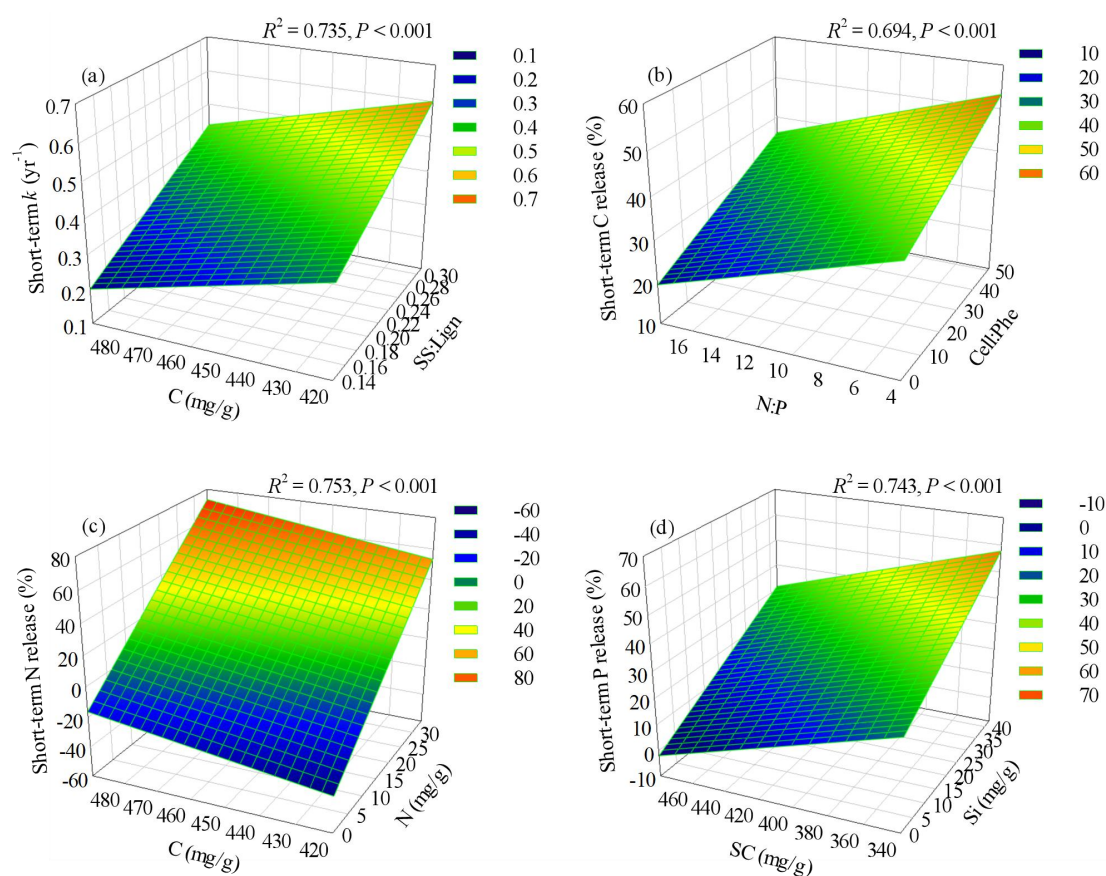 R² = 0.735, P < 0.001
(a)
Short-term k (yr⁻¹)
0.7
0.6
0.5
0.4
0.3
0.2
0.1
480 470 460 450 440 430 420
C (mg/g)
0.14 0.16 0.18 0.20 0.22 0.24 0.26 0.28 0.30
SS:Lign
0.1
0.2
0.3
0.4
0.5
0.6
0.7
R² = 0.694, P < 0.001
(b)
Short-term C release (%)
60
50
40
30
20
10
16 14 12 10 8 6 4
N:P
0 10 20 30 40 50
Cell:Phe
10
20
30
40
50
60
R² = 0.753, P < 0.001
(c)
Short-term N release (%)
80
60
40
20
0
-20
-40
-60
480 470 460 450 440 430 420
C (mg/g)
0 5 10 15 20 25 30
N (mg/g)
-60
-40
-20
0
20
40
60
80
R² = 0.743, P < 0.001
(d)
Short-term P release (%)
70
60
50
40
30
20
10
0
-10
460 440 420 400 380 360 340
SC (mg/g)
0 5 10 15 20 25 30 35 40
Si (mg/g)
-10
0
10
20
30
40
50
60
70